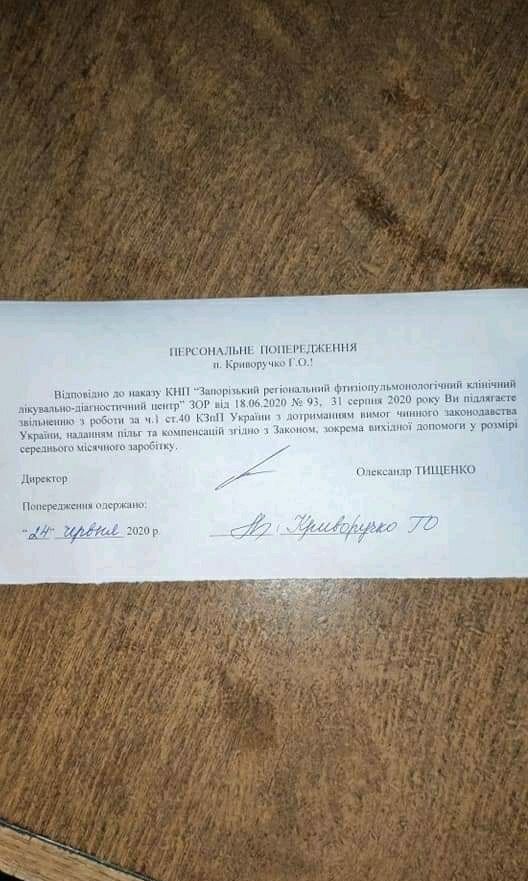 ПЕРСОНАЛЬНЕ ПОПЕРЕДЖЕННЯ
п. Криворучко Г.О.!
Відповідно до наказу КНП “Запорізький регіональний фтизіопульмонологічний клінічний
лікувально-діагностичний центр” ЗОР від 18.06.2020 № 93, 31 серпня 2020 року Ви підлягаєте
звільненню з роботи за ч.1 ст.40 КЗпП України з дотриманням вимог чинного законодавства
України, наданням пільг та компенсацій згідно з Законом, зокрема вихідної допомоги у розмірі
середнього місячного заробітку.
Директор Олександр ТИЩЕНКО
Попередження одержано:
“24” червня 2020 р. Криворучко ГО